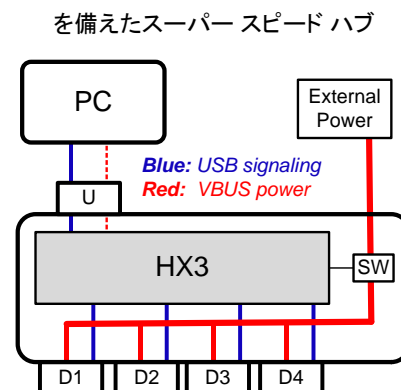 を備えたスーパー スピード ハブ
PC
External
Power
Blue: USB signaling
Red: VBUS power
U
HX3
SW
D1
D2
D3
D4